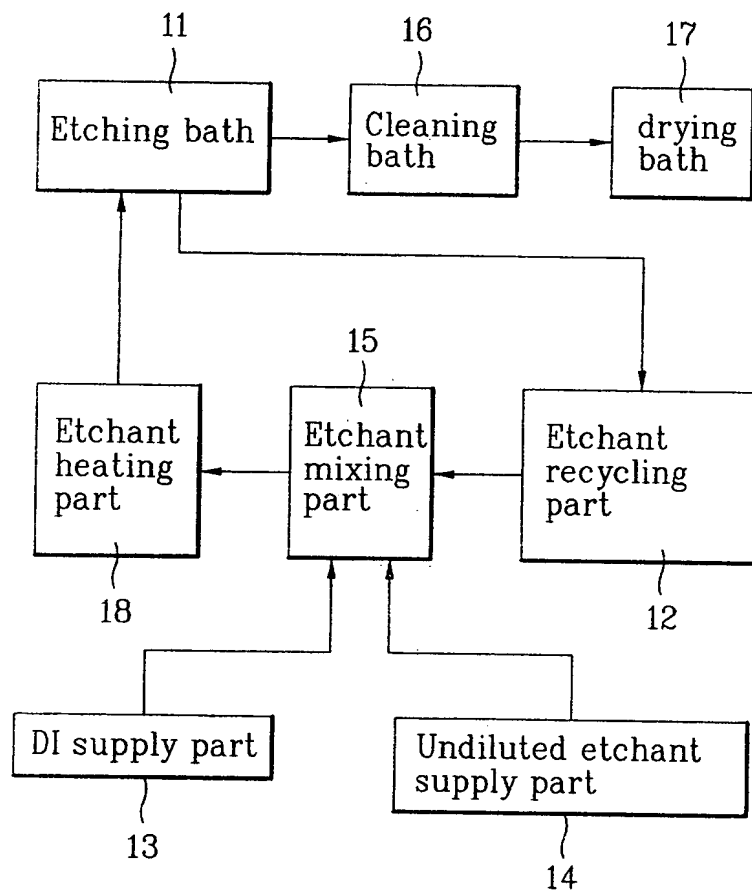 11
16
17
Etching bath
Cleaning
bath
drying
bath
15
Etchant
heating
part
Etchant
mixing
part
Etchant
recycling
part
18
12
DI supply part
Undiluted etchant
supply part
13
14